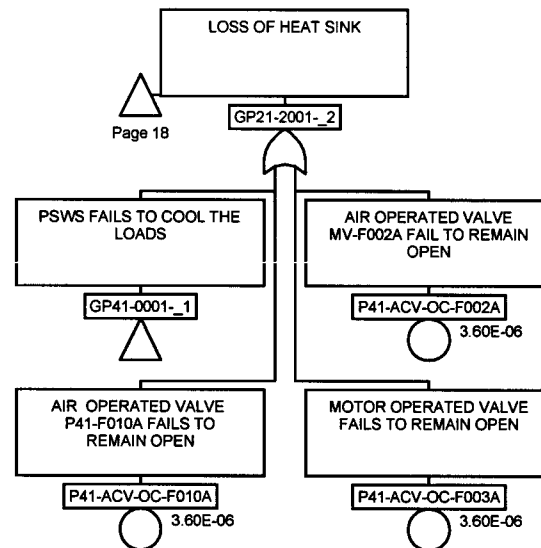 LOSS OF HEAT SINK
Page 18
GP21-2001-_2
PSWS FAILS TO COOL THE
LOADS
GP41-0001-_1
AIR OPERATED VALVE
MV-F002A FAIL TO REMAIN
OPEN
P41-ACV-OC-F002A
3.60E-06
AIR OPERATED VALVE
P41-F010A FAILS TO
REMAIN OPEN
P41-ACV-OC-F010A
3.60E-06
MOTOR OPERATED VALVE
FAILS TO REMAIN OPEN
P41-ACV-OC-F003A
3.60E-06